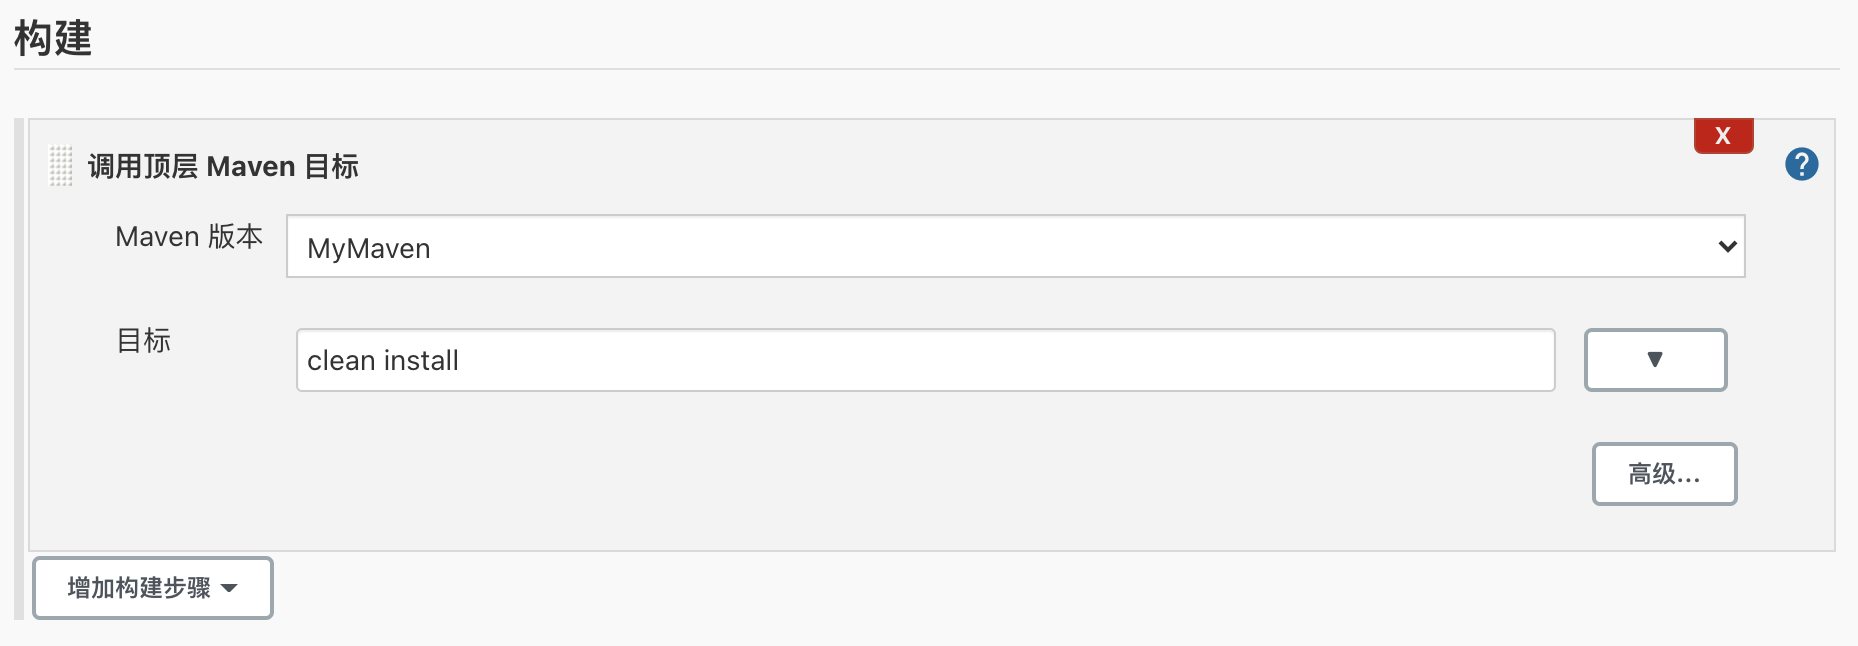 构建
X
调用顶层 Maven 目标
?
Maven 版本
MyMaven
目标
clean install
▼
高级...
增加构建步骤